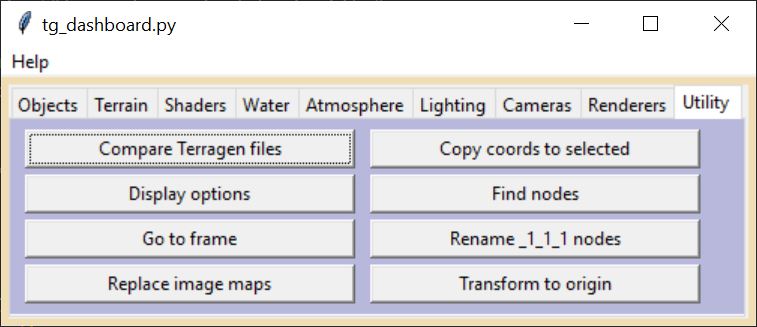 tg_dashboard.py
Help
Objects Terrain Shaders Water Atmosphere Lighting Cameras Renderers Utility
Compare Terragen files Copy coords to selected
Display options Find nodes
Go to frame Rename _1_1_1 nodes
Replace image maps Transform to origin